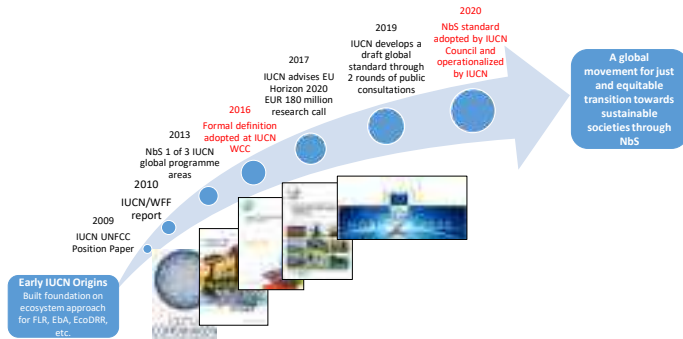 Early IUCN Origins
Built foundation on
ecosystem approach
for FLR, EbA, EcoDRR,
etc.
2009
IUCN UNFCC
Position Paper
2010
IUCN/WFF
report
2013
NbS 1 of 3 IUCN
global programme
areas
2016
Formal definition
adopted at IUCN
WCC
2017
IUCN advises EU
Horizon 2020
EUR 180 million
research call
2019
IUCN develops a
draft global
standard through
2 rounds of public
consultations
2020
NbS standard
adopted by IUCN
Council and
operationalized
by IUCN
A global
movement for just
and equitable
transition towards
sustainable
societies through
NbS